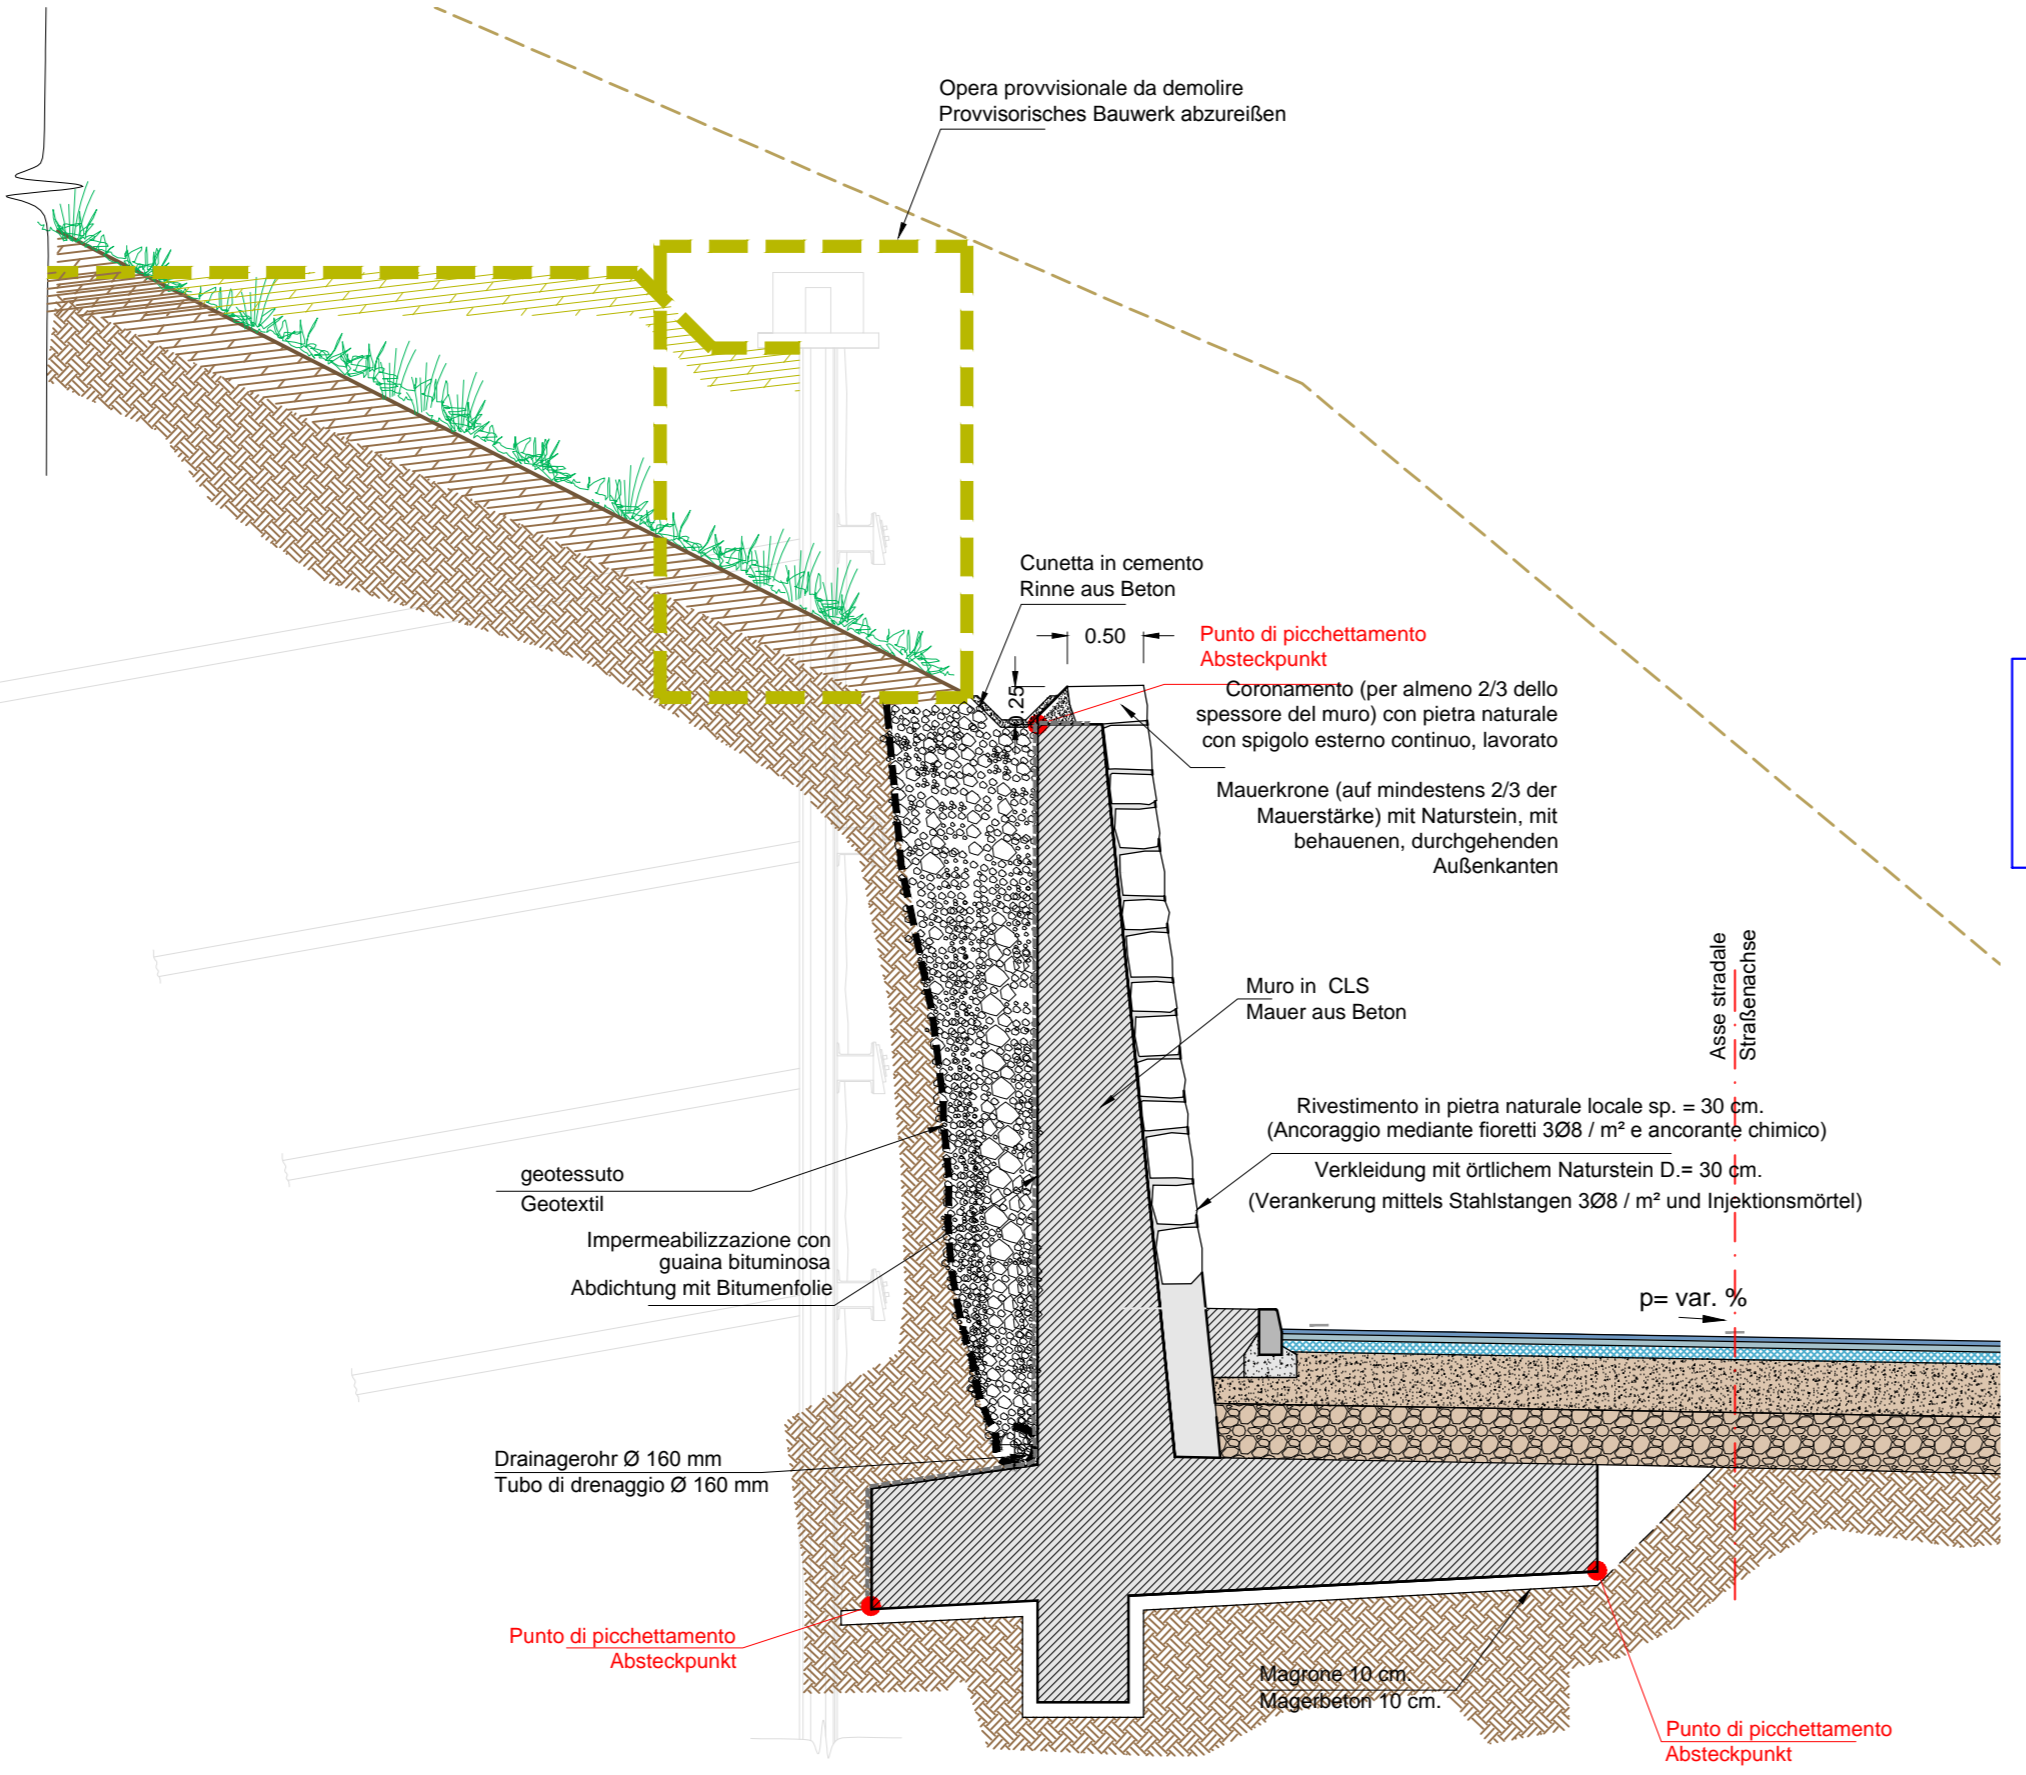 Opera provvisionale da demolire
Provvisorisches Bauwerk abzureißen
Cunetta in cemento
Rinne aus Beton
0.50
0.25
Punto di picchettamento
Absteckpunkt
Coronamento (per almeno 2/3 dello
spessore del muro) con pietra naturale
con spigolo esterno continuo, lavorato
Mauerkrone (auf mindestens 2/3 der
Mauerstärke) mit Naturstein, mit
behauenen, durchgehenden
Außenkanten
Asse stradale
Straßenachse
Muro in CLS
Mauer aus Beton
Rivestimento in pietra naturale locale sp. = 30 cm.
(Ancoraggio mediante fioretti 3Ø8 / m² e ancorante chimico)
Verkleidung mit örtlichem Naturstein D.= 30 cm.
(Verankerung mittels Stahlstangen 3Ø8 / m² und Injektionsmörtel)
geotessuto
Geotextil
Impermeabilizzazione con
guaina bituminosa
Abdichtung mit Bitumenfolie
p= var. %
Drainagerohr Ø 160 mm
Tubo di drenaggio Ø 160 mm
Punto di picchettamento
Absteckpunkt
Magrone 10 cm.
Magerbeton 10 cm.
Punto di picchettamento
Absteckpunkt